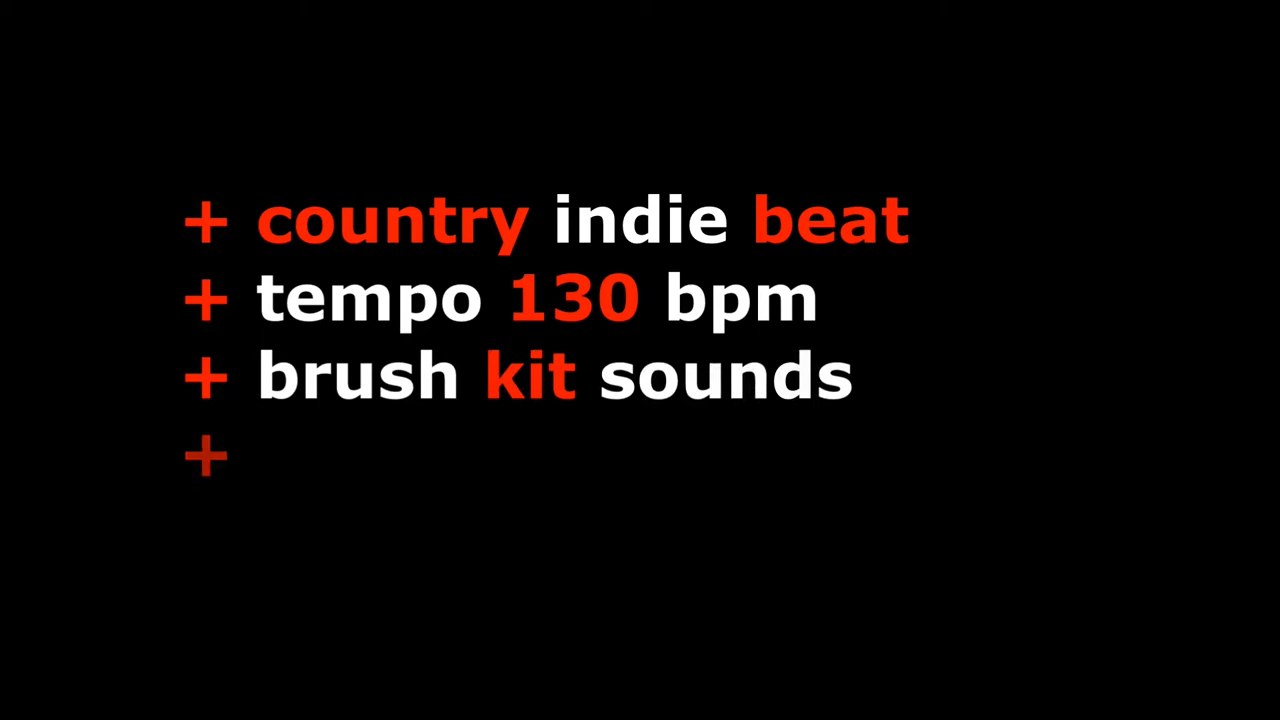 + country indie beat
+ tempo 130 bpm
+ brush kit sounds
+